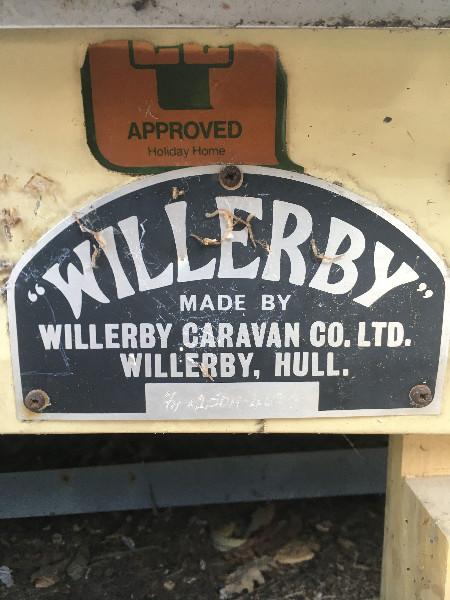 APPROVED
Holiday Home
"WILLERBY"
MADE BY
WILLERBY CARAVAN CO. LTD.
WILLERBY, HULL.